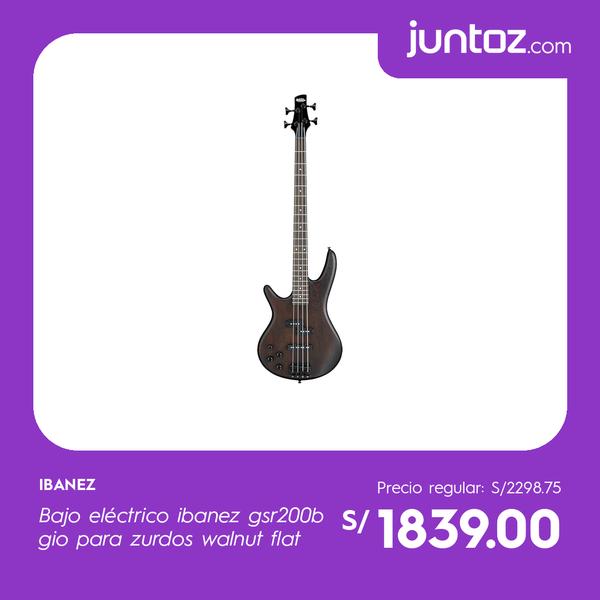 juntoz.com
IBANEZ
Bajo eléctrico ibanez gsr200b
gio para zurdos walnut flat
Precio regular: S/2298.75
S/1839.00